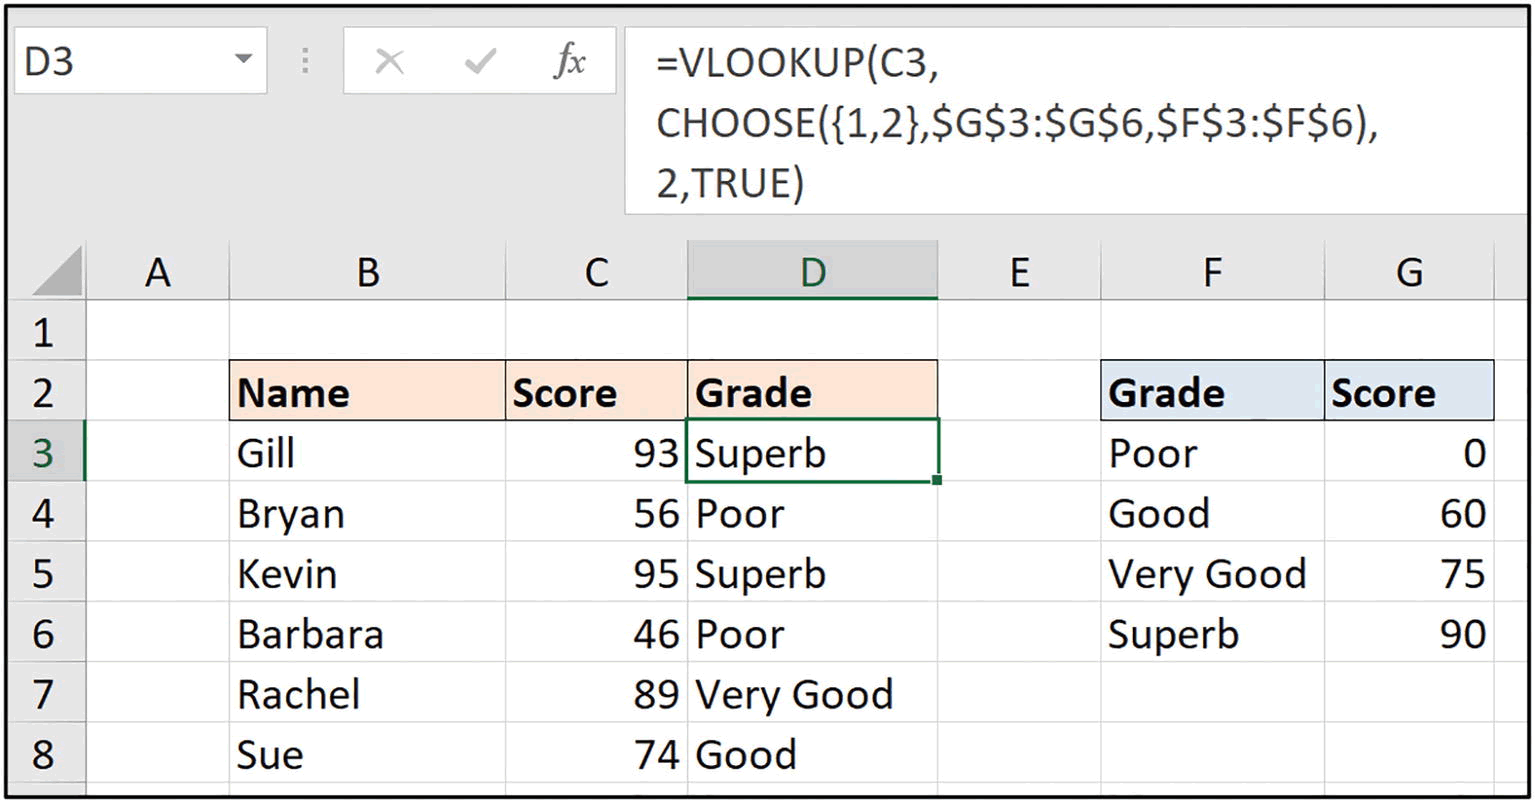 D3 fx =VLOOKUP(C3,
CHOOSE({1,2},$G$3:$G$6,$F$3:$F$6),
2,TRUE)
A B C D E F G
1
2 Name Score Grade Grade Score
3 Gill 93 Superb Poor 0
4 Bryan 56 Poor Good 60
5 Kevin 95 Superb Very Good 75
6 Barbara 46 Poor Superb 90
7 Rachel 89 Very Good
8 Sue 74 Good